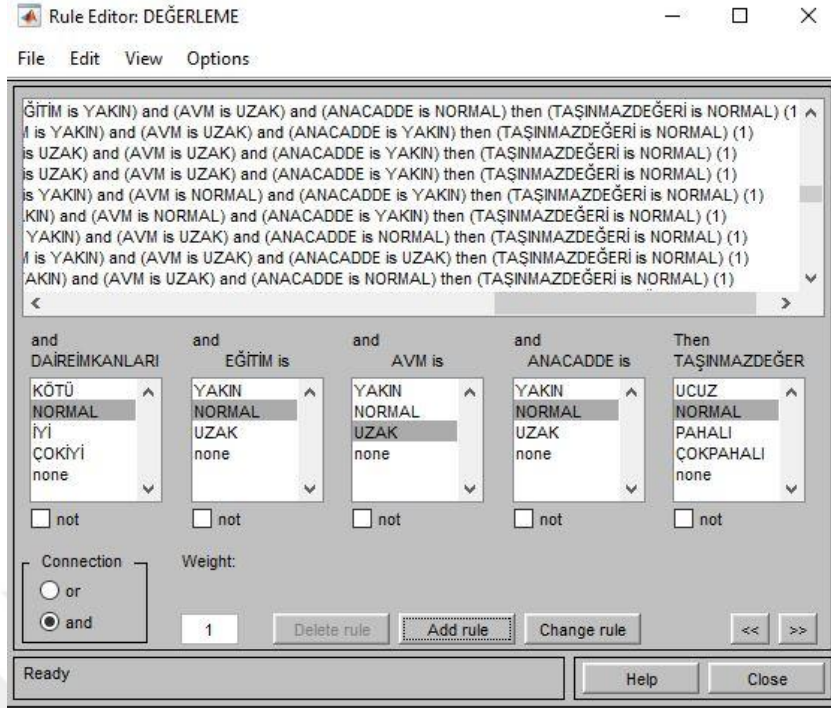 Rule Editor: DEĞERLEME
File Edit View Options
ĞİTİM is YAKIN) and (AVM is UZAK) and (ANACADDE is NORMAL) then (TAŞINMAZDEĞERİ is NORMAL) (1
is YAKIN) and (AVM is UZAK) and (ANACADDE is YAKIN) then (TAŞINMAZDEĞERİ is NORMAL) (1)
is UZAK) and (AVM is UZAK) and (ANACADDE is YAKIN) then (TAŞINMAZDEĞERİ is NORMAL) (1)
is UZAK) and (AVM is UZAK) and (ANACADDE is YAKIN) then (TAŞINMAZDEĞERİ is NORMAL) (1)
is YAKIN) and (AVM is NORMAL) and (ANACADDE is YAKIN) then (TAŞINMAZDEĞERİ is NORMAL) (1)
KIN) and (AVM is NORMAL) and (ANACADDE is YAKIN) then (TAŞINMAZDEĞERİ is NORMAL) (1)
YAKIN) and (AVM is UZAK) and (ANACADDE is NORMAL) then (TAŞINMAZDEĞERİ is NORMAL) (1)
is YAKIN) and (AVM is UZAK) and (ANACADDE is UZAK) then (TAŞINMAZDEĞERİ is NORMAL) (1)
AKIN) and (AVM is UZAK) and (ANACADDE is NORMAL) then (TAŞINMAZDEĞERİ is NORMAL) (1)
and and and and Then
DAİREİMKANLARI EĞİTİM is AVM is ANACADDE is TAŞINMAZDEĞER
KÖTÜ YAKIN YAKIN YAKIN UCUZ
NORMAL NORMAL NORMAL NORMAL NORMAL
İYİ UZAK UZAK UZAK PAHALI
ÇOKİYİ none none none ÇOKPAHALI
none none
not not not not not
Connection Weight:
or
and 1 Delete rule Add rule Change rule << >>
Ready Help Close